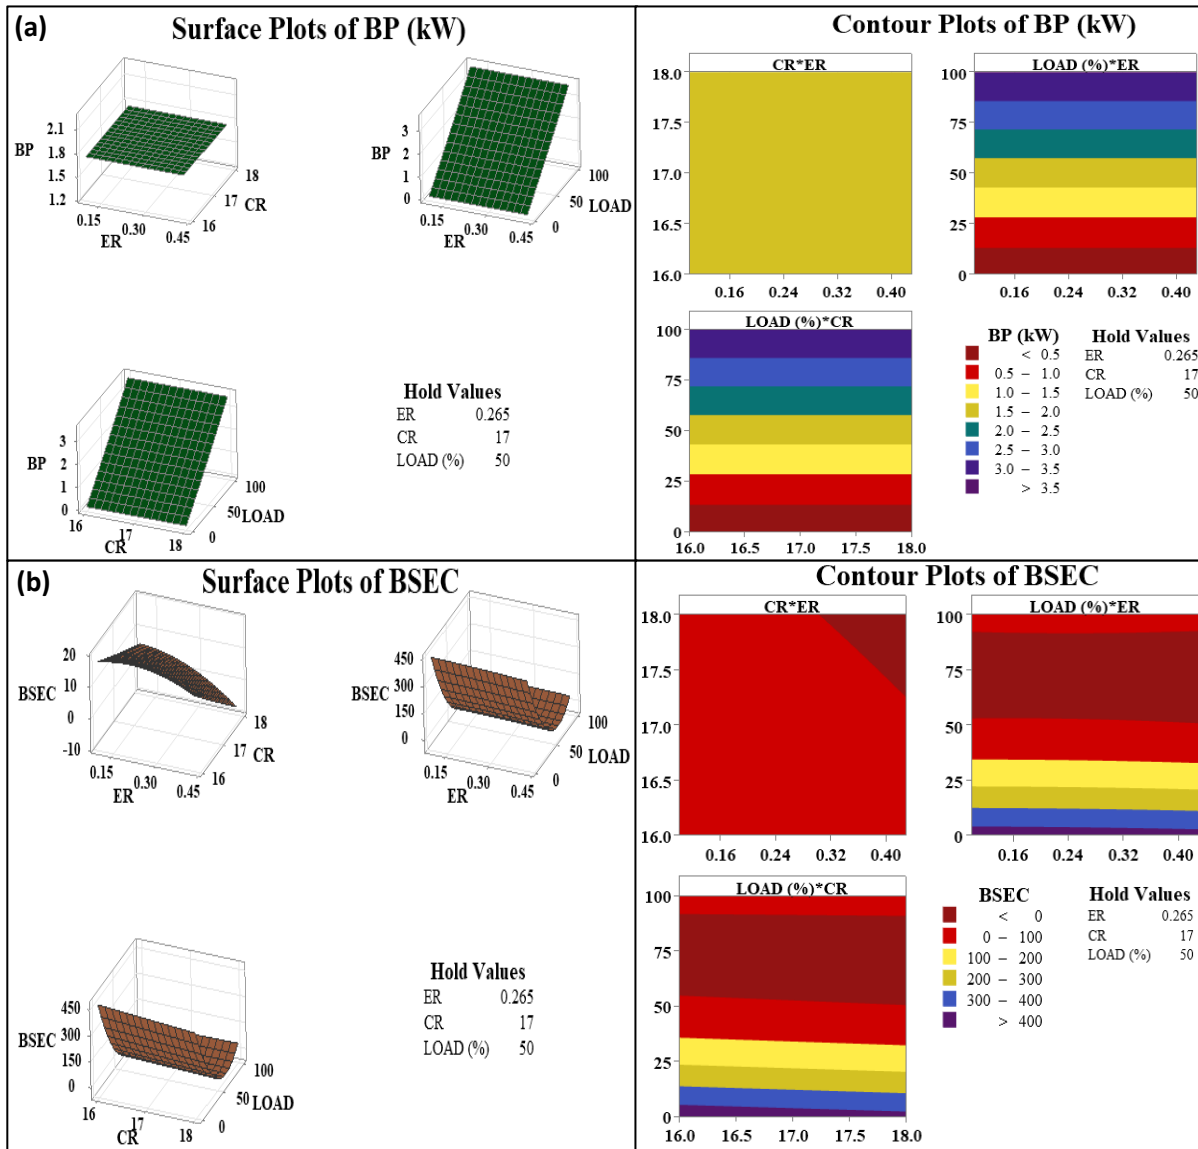 (a)
Surface Plots of BP (kW)
2.1
1.8
1.5
1.2
BP
0.15
0.30
0.45
ER
16
17
18
CR
3
2
1
0
BP
0.15
0.30
0.45
ER
0
50
100
LOAD
3
2
1
0
BP
16
17
18
CR
0
50
100
LOAD
Hold Values
ER 0.265
CR 17
LOAD (%) 50
Contour Plots of BP (kW)
CR*ER
18.0
17.5
17.0
16.5
16.0
0.16 0.24 0.32 0.40
LOAD (%)*ER
100
75
50
25
0
0.16 0.24 0.32 0.40
LOAD (%)*CR
100
75
50
25
0
16.0 16.5 17.0 17.5 18.0
BP (kW)
< 0.5
0.5 – 1.0
1.0 – 1.5
1.5 – 2.0
2.0 – 2.5
2.5 – 3.0
3.0 – 3.5
> 3.5
Hold Values
ER 0.265
CR 17
LOAD (%) 50
(b)
Surface Plots of BSEC
20
10
0
-10
BSEC
0.15
0.30
0.45
ER
16
17
18
CR
450
300
150
0
BSEC
0.15
0.30
0.45
ER
0
50
100
LOAD
450
300
150
0
BSEC
16
17
18
CR
0
50
100
LOAD
Hold Values
ER 0.265
CR 17
LOAD (%) 50
Contour Plots of BSEC
CR*ER
18.0
17.5
17.0
16.5
16.0
0.16 0.24 0.32 0.40
LOAD (%)*ER
100
75
50
25
0
0.16 0.24 0.32 0.40
LOAD (%)*CR
100
75
50
25
0
16.0 16.5 17.0 17.5 18.0
BSEC
< 0
0 – 100
100 – 200
200 – 300
300 – 400
> 400
Hold Values
ER 0.265
CR 17
LOAD (%) 50